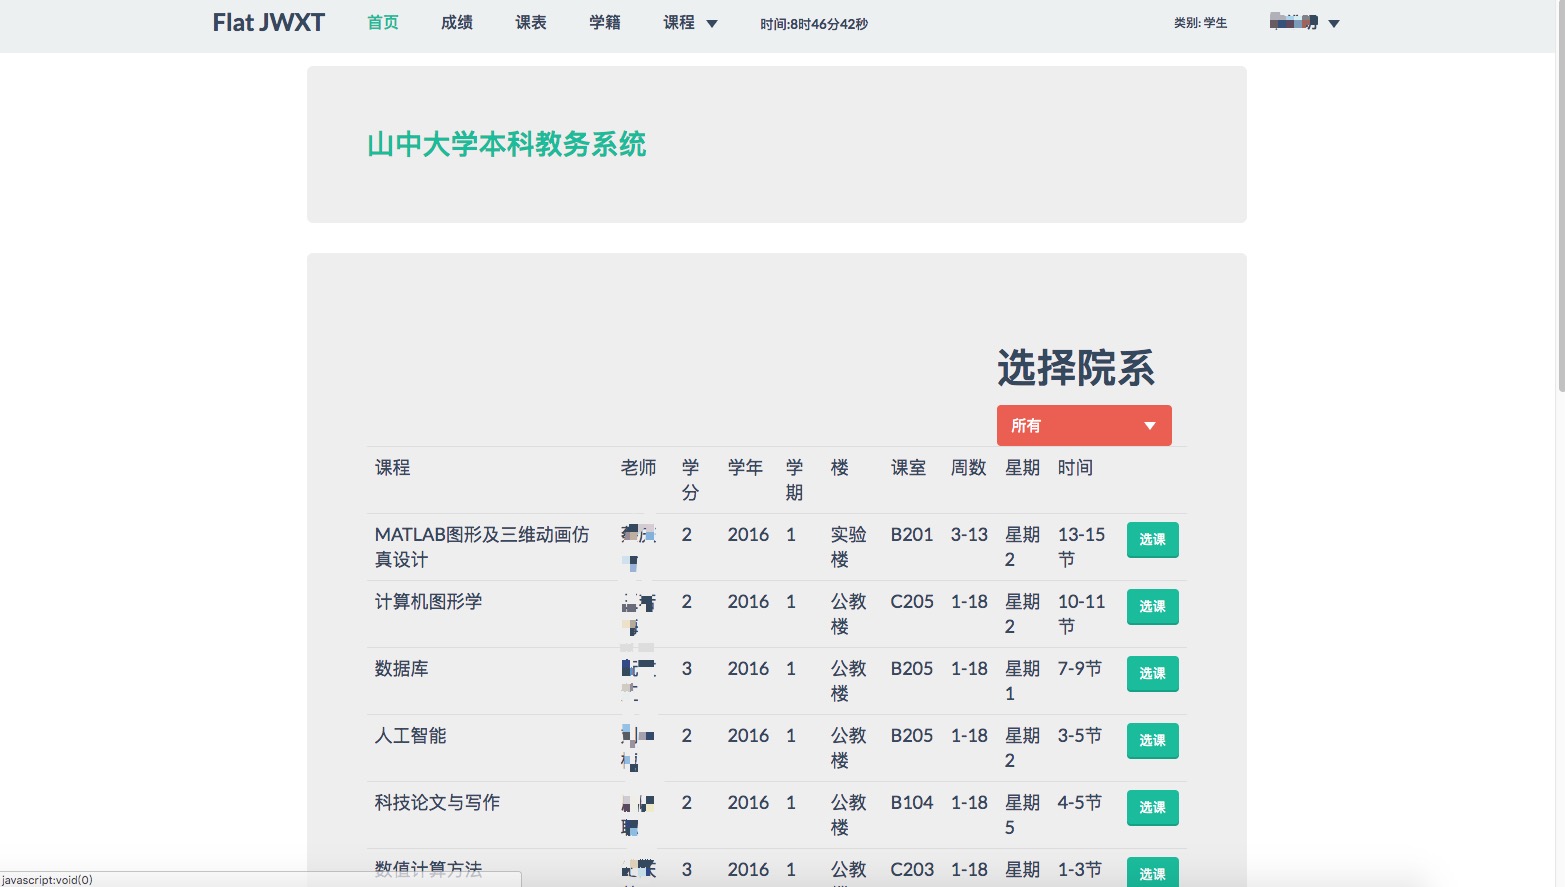 Flat JWXT 首页 成绩 课表 学籍 课程 时间:8时46分42秒 类别: 学生
山中大学本科教务系统
选择院系
所有
课程 老师 学分 学年 学期 楼 课室 周数 星期 时间
MATLAB图形及三维动画仿真设计 2 2016 1 实验楼 B201 3-13 星期2 13-15节 选课
计算机图形学 2 2016 1 公教楼 C205 1-18 星期2 10-11节 选课
数据库 3 2016 1 公教楼 B205 1-18 星期1 7-9节 选课
人工智能 2 2016 1 公教楼 B205 1-18 星期2 3-5节 选课
科技论文与写作 2 2016 1 公教楼 B104 1-18 星期5 4-5节 选课
数值计算方法 3 2016 1 公教 C203 1-18 星期 1-3节 选课
javascript:void(0)